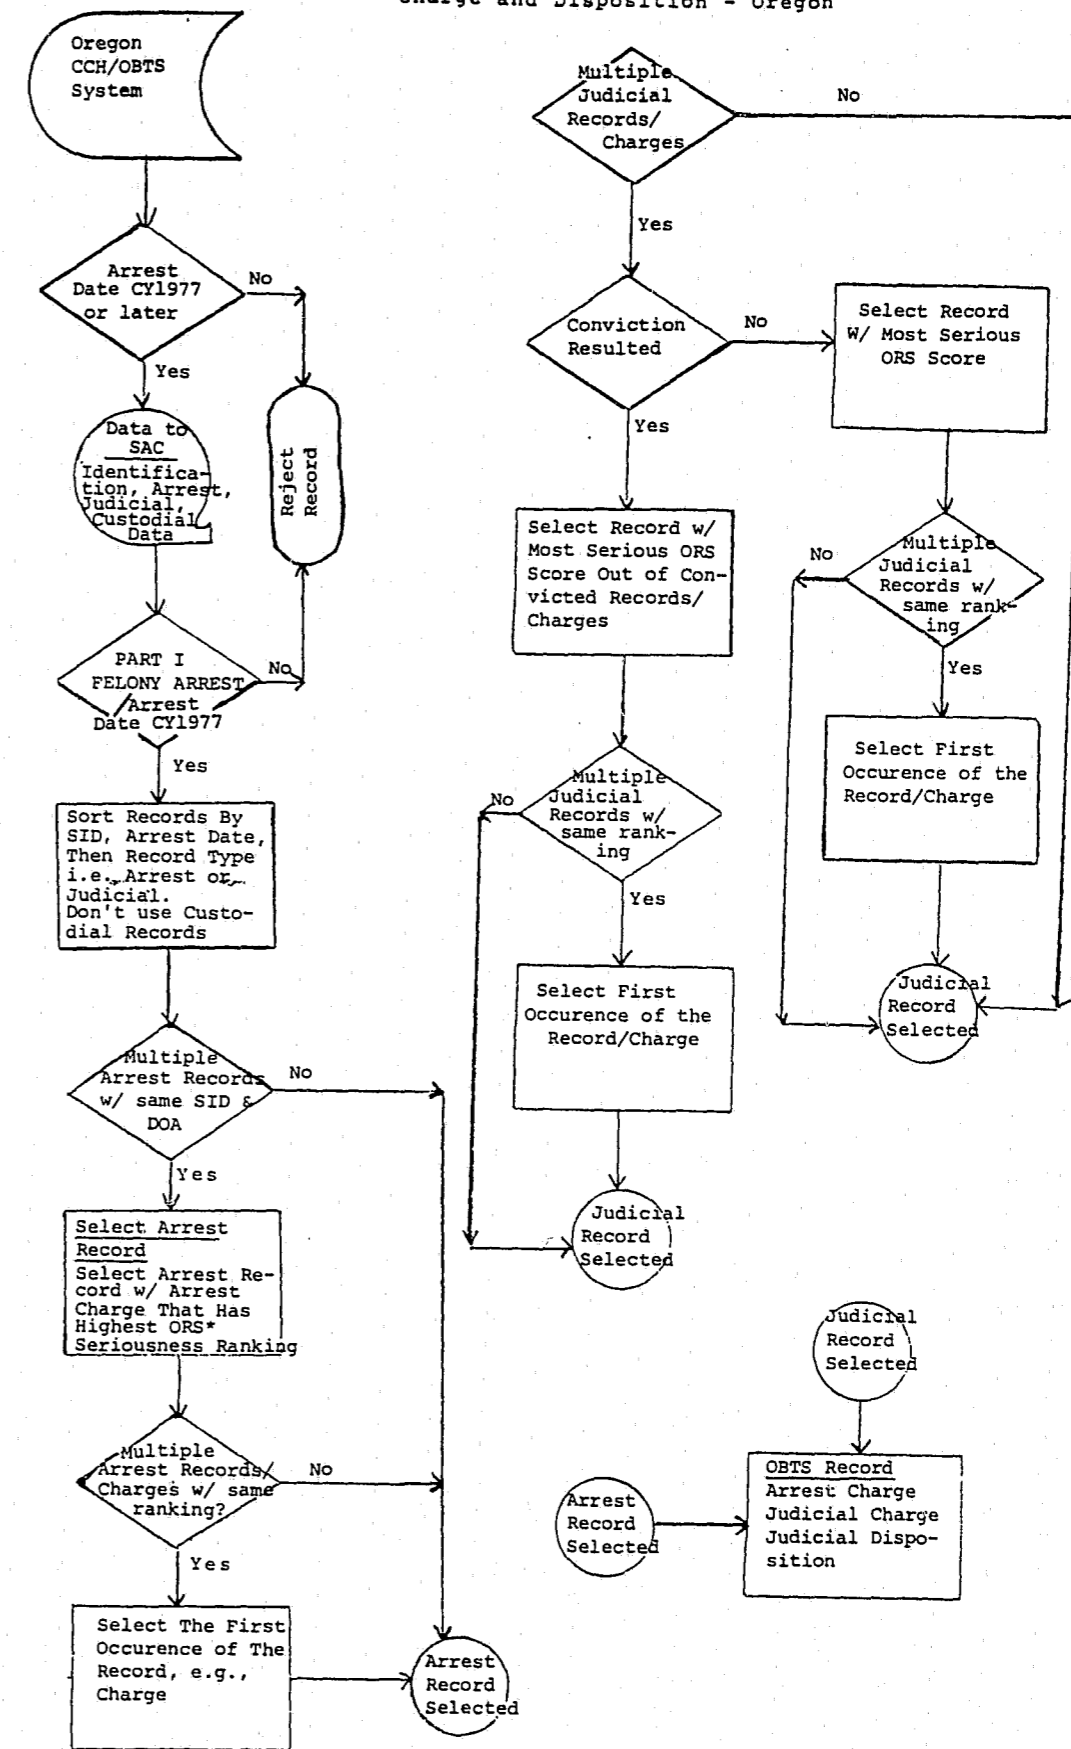 Charge and Disposition - Oregon
Oregon
CCH/OBTS
System
Arrest
Date CY1977
or later
No
Yes
Data to
SAC
Identifica-
tion, Arrest,
Judicial,
Custodial
Data
Reject
Record
PART I
FELONY ARREST
/Arrest
Date CY1977
No
Yes
Sort Records By
SID, Arrest Date,
Then Record Type
i.e., Arrest or
Judicial.
Don't use Custo-
dial Records
Multiple
Arrest Records
w/ same SID &
DOA
No
Yes
Select Arrest
Record
Select Arrest Re-
cord w/ Arrest
Charge That Has
Highest ORS*
Seriousness Ranking
Multiple
Arrest Records/
Charges w/ same
ranking?
No
Yes
Select The First
Occurence of The
Record, e.g.,
Charge
Arrest
Record
Selected
Multiple
Judicial
Records/
Charges
No
Yes
Conviction
Resulted
No
Yes
Select Record w/
Most Serious ORS
Score Out of Con-
victed Records/
Charges
Multiple
Judicial
Records w/
same rank-
ing
No
Yes
Select First
Occurence of the
Record/Charge
Judicial
Record
Selected
Select Record
W/ Most Serious
ORS Score
Multiple
Judicial
Records w/
same rank-
ing
No
Yes
Select First
Occurence of the
Record/Charge
Judicial
Record
Selected
Judicial
Record
Selected
Arrest
Record
Selected
OBTS Record
Arrest Charge
Judicial Charge
Judicial Dispo-
sition